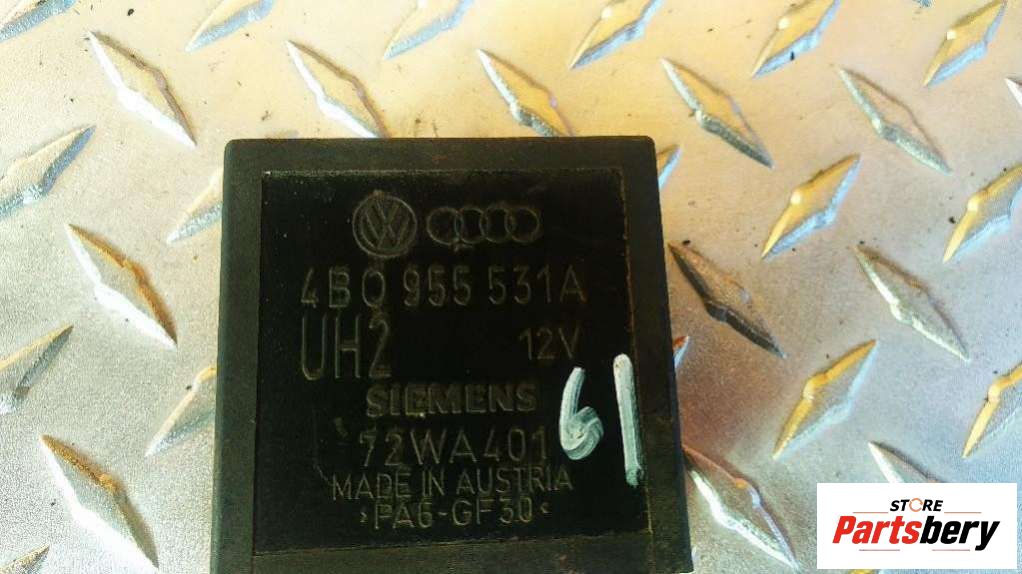 4B0 955 531A
UH2 12V
SIEMENS
72WA401
MADE IN AUSTRIA
›PA6-GF30‹
61
STORE
Partsbery